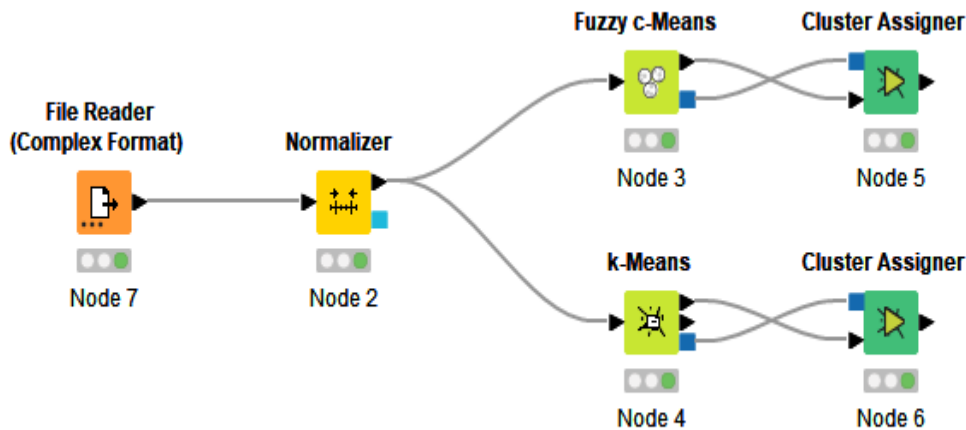 Fuzzy c-Means
Cluster Assigner
File Reader
(Complex Format)
Normalizer
Node 3
Node 5
Node 7
Node 2
k-Means
Cluster Assigner
Node 4
Node 6